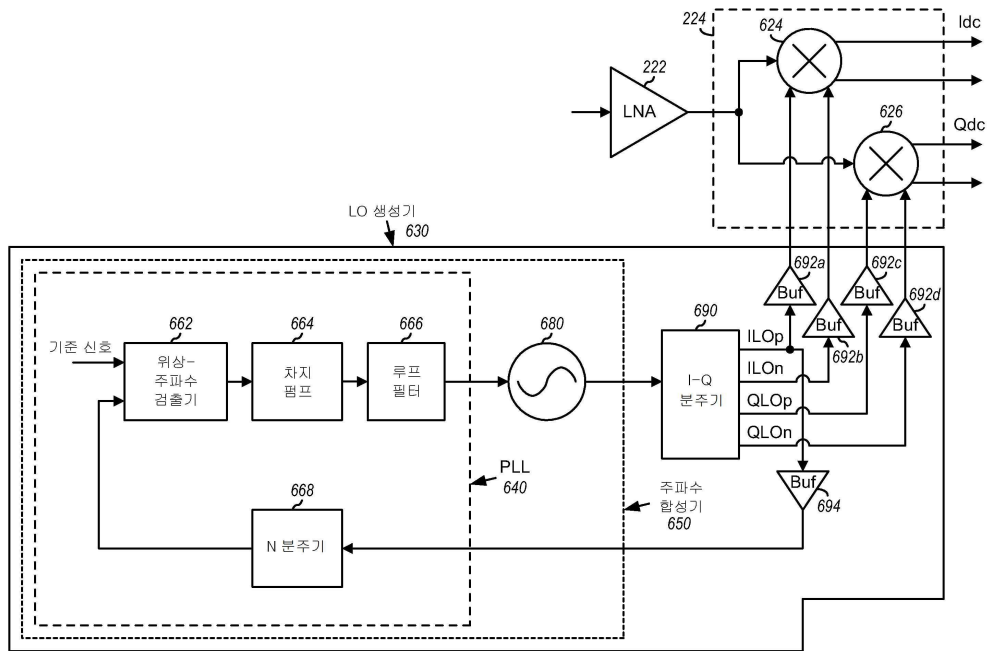 224
624
Idc
222
LNA
626
Qdc
LO 생성기
630
692a
Buf
692c
Buf
692d
Buf
Buf
692b
662
664
666
680
690
기준 신호
위상-
주파수
검출기
차지
펌프
루프
필터
I-Q
분주기
ILOp
ILOn
QLOp
QLOn
PLL
640
668
N 분주기
주파수
합성기
650
Buf
694